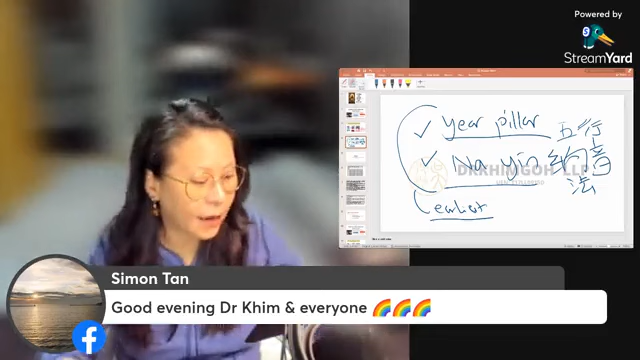 Powered by
StreamYard
✓ year pillar 五行
✓ Na yin 纳音
DRKHIMGOH LLP
法
Simon Tan
Good evening Dr Khim & everyone 🌈🌈🌈